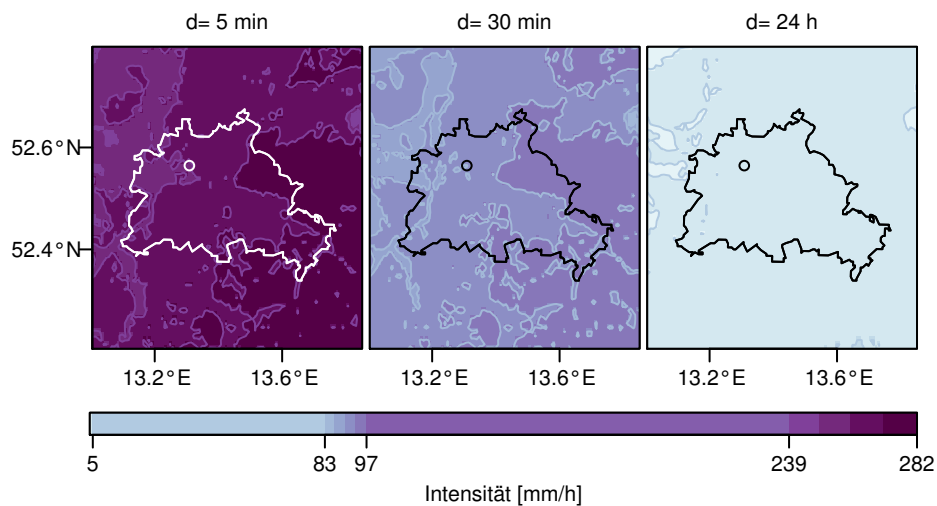 d= 5 min d= 30 min d= 24 h
52.6°N
52.4°N
13.2°E 13.6°E 13.2°E 13.6°E 13.2°E 13.6°E
5 83 97 239 282
Intensität [mm/h]